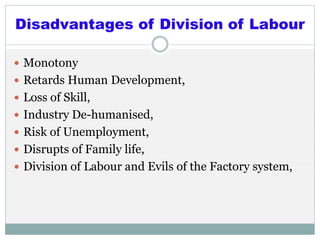 Disadvantages of Division of Labour
• Monotony
• Retards Human Development,
• Loss of Skill,
• Industry De-humanised,
• Risk of Unemployment,
• Disrupts of Family life,
• Division of Labour and Evils of the Factory system,